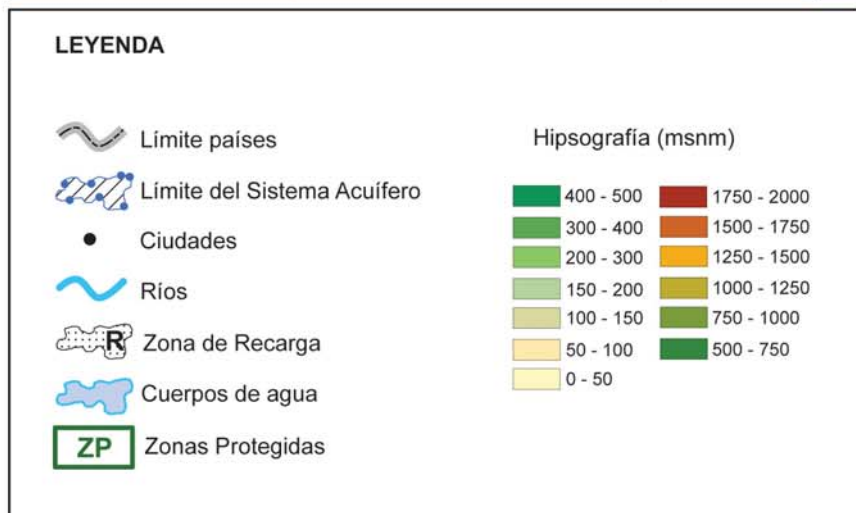 LEYENDA
Límite países
Límite del Sistema Acuífero
Ciudades
Ríos
R Zona de Recarga
Cuerpos de agua
ZP Zonas Protegidas
Hipsografía (msnm)
400 - 500
300 - 400
200 - 300
150 - 200
100 - 150
50 - 100
0 - 50
1750 - 2000
1500 - 1750
1250 - 1500
1000 - 1250
750 - 1000
500 - 750